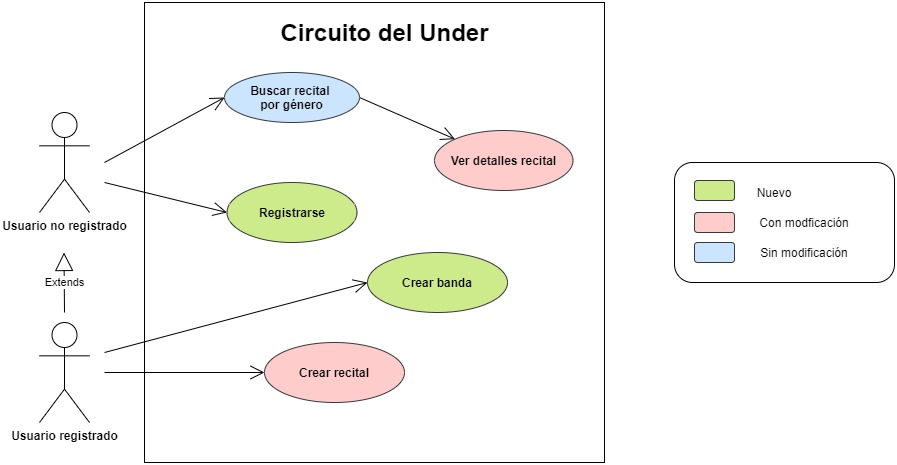 Circuito del Under
Buscar recital
por género
Ver detalles recital
Registrarse
Usuario no registrado
Extends
Crear banda
Crear recital
Usuario registrado
Nuevo
Con modficación
Sin modificación